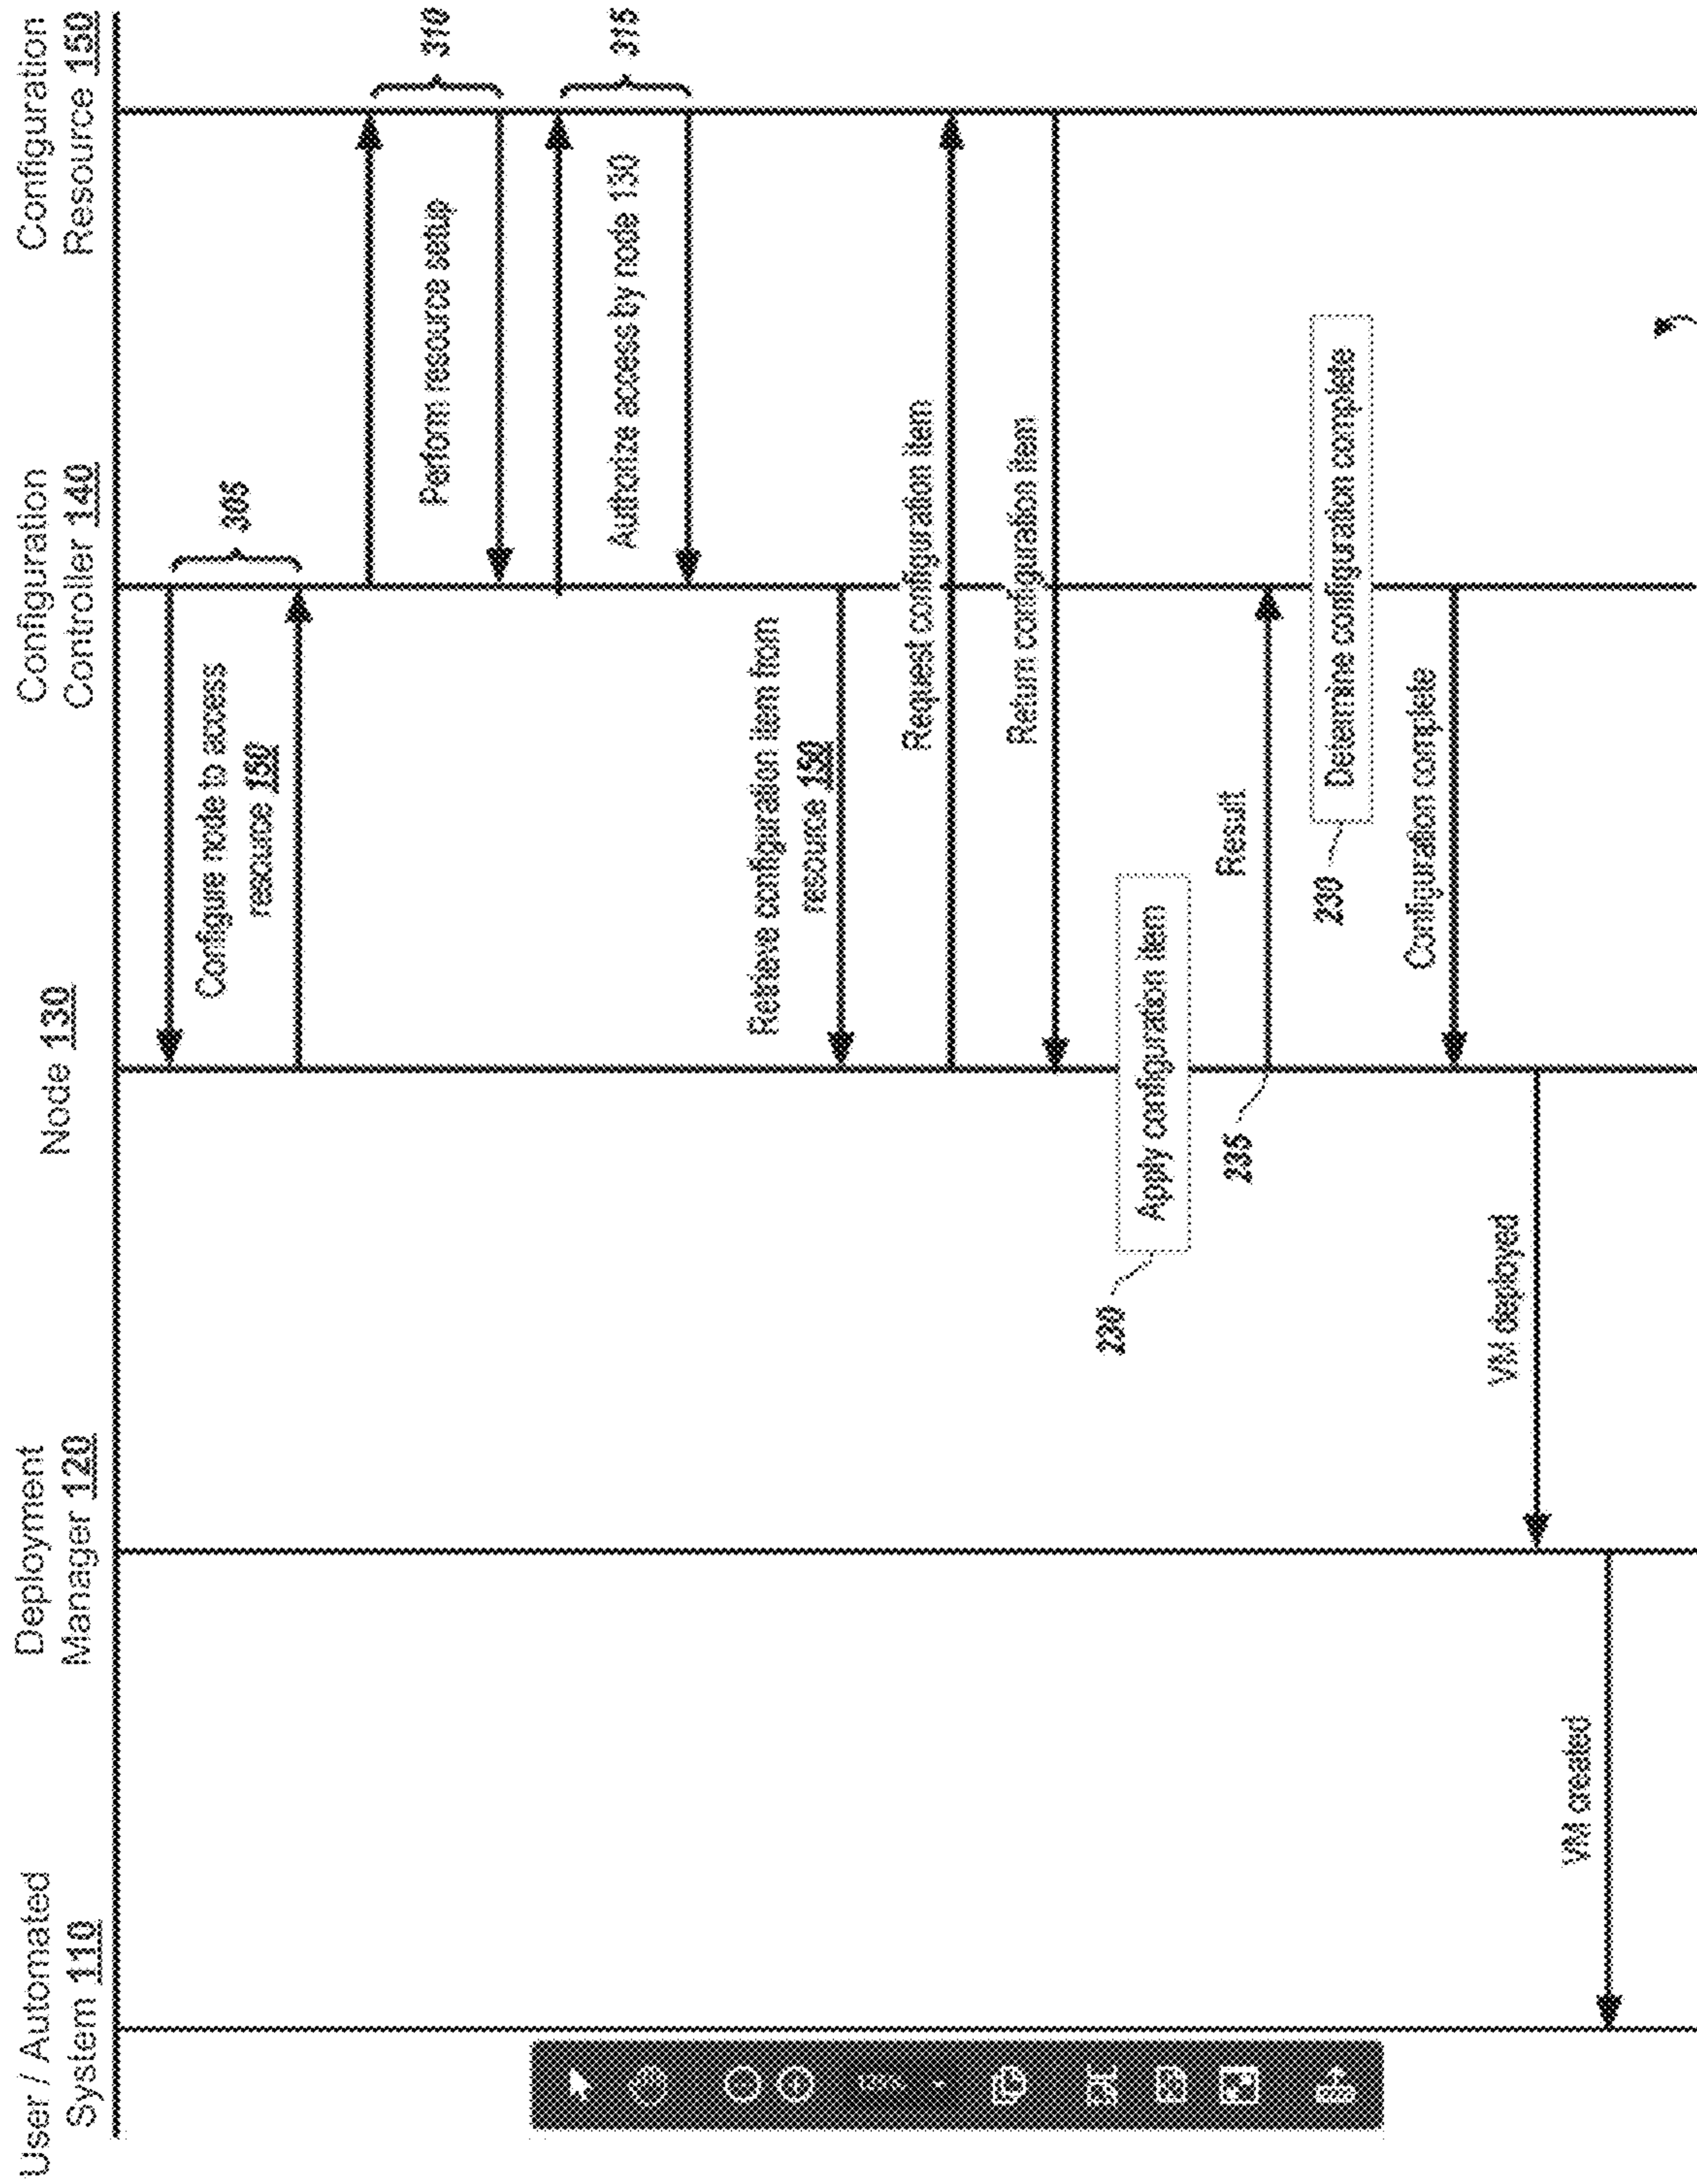 User / Automated
System 110
Deployment
Manager 120
Node 130
Configuration
Controller 140
Configuration
Resource 150
Configure node to access
resource 150
305
Perform resource setup
310
Authorize access by node 130
315
Retrieve configuration item from
resource 150
Request configuration item
Return configuration item
220
Apply configuration item
235
Result
230
Determine configuration complete
Configuration complete
VM deployed
VM created